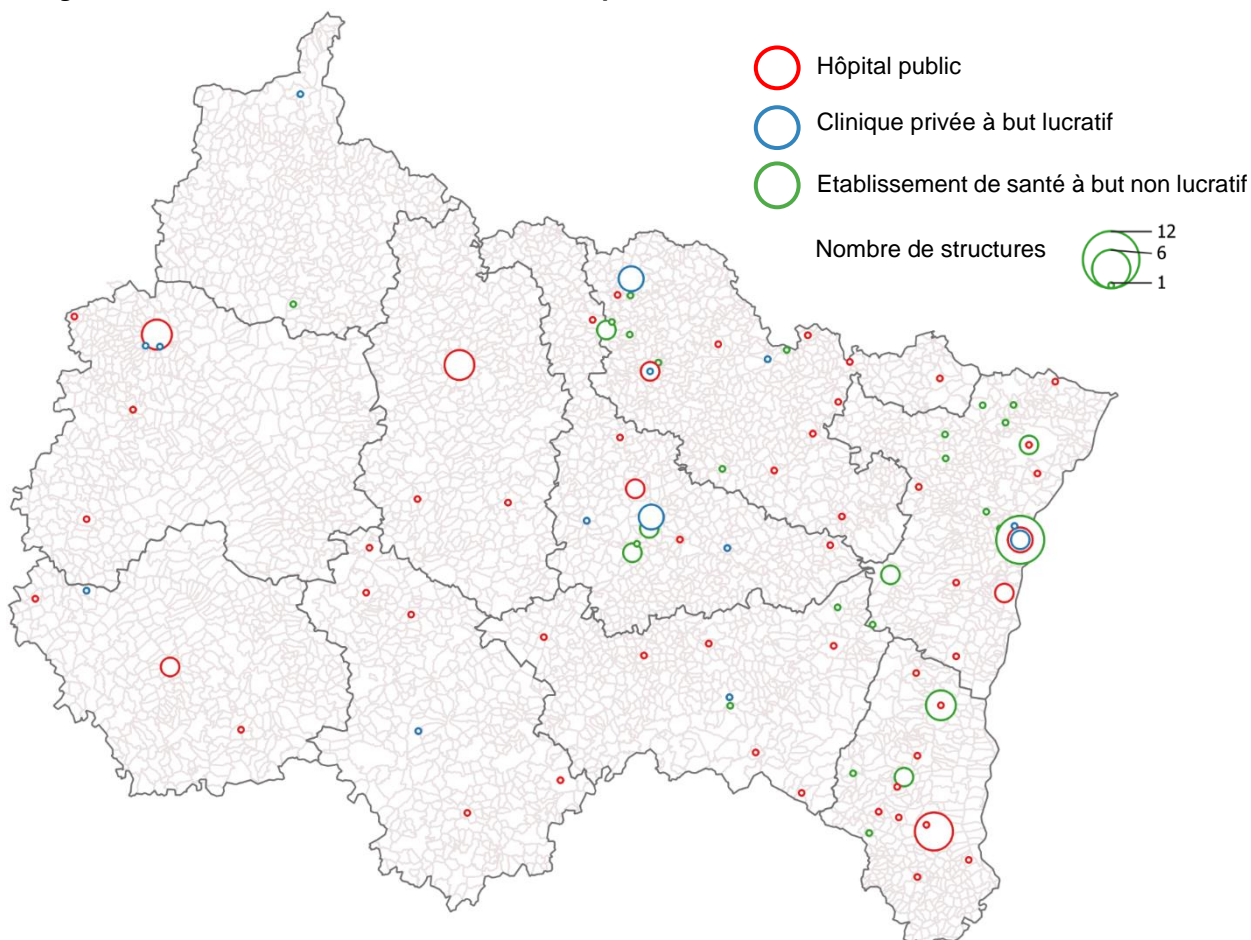 Hôpital public
Clinique privée à but lucratif
Etablissement de santé à but non lucratif
Nombre de structures
12
6
1